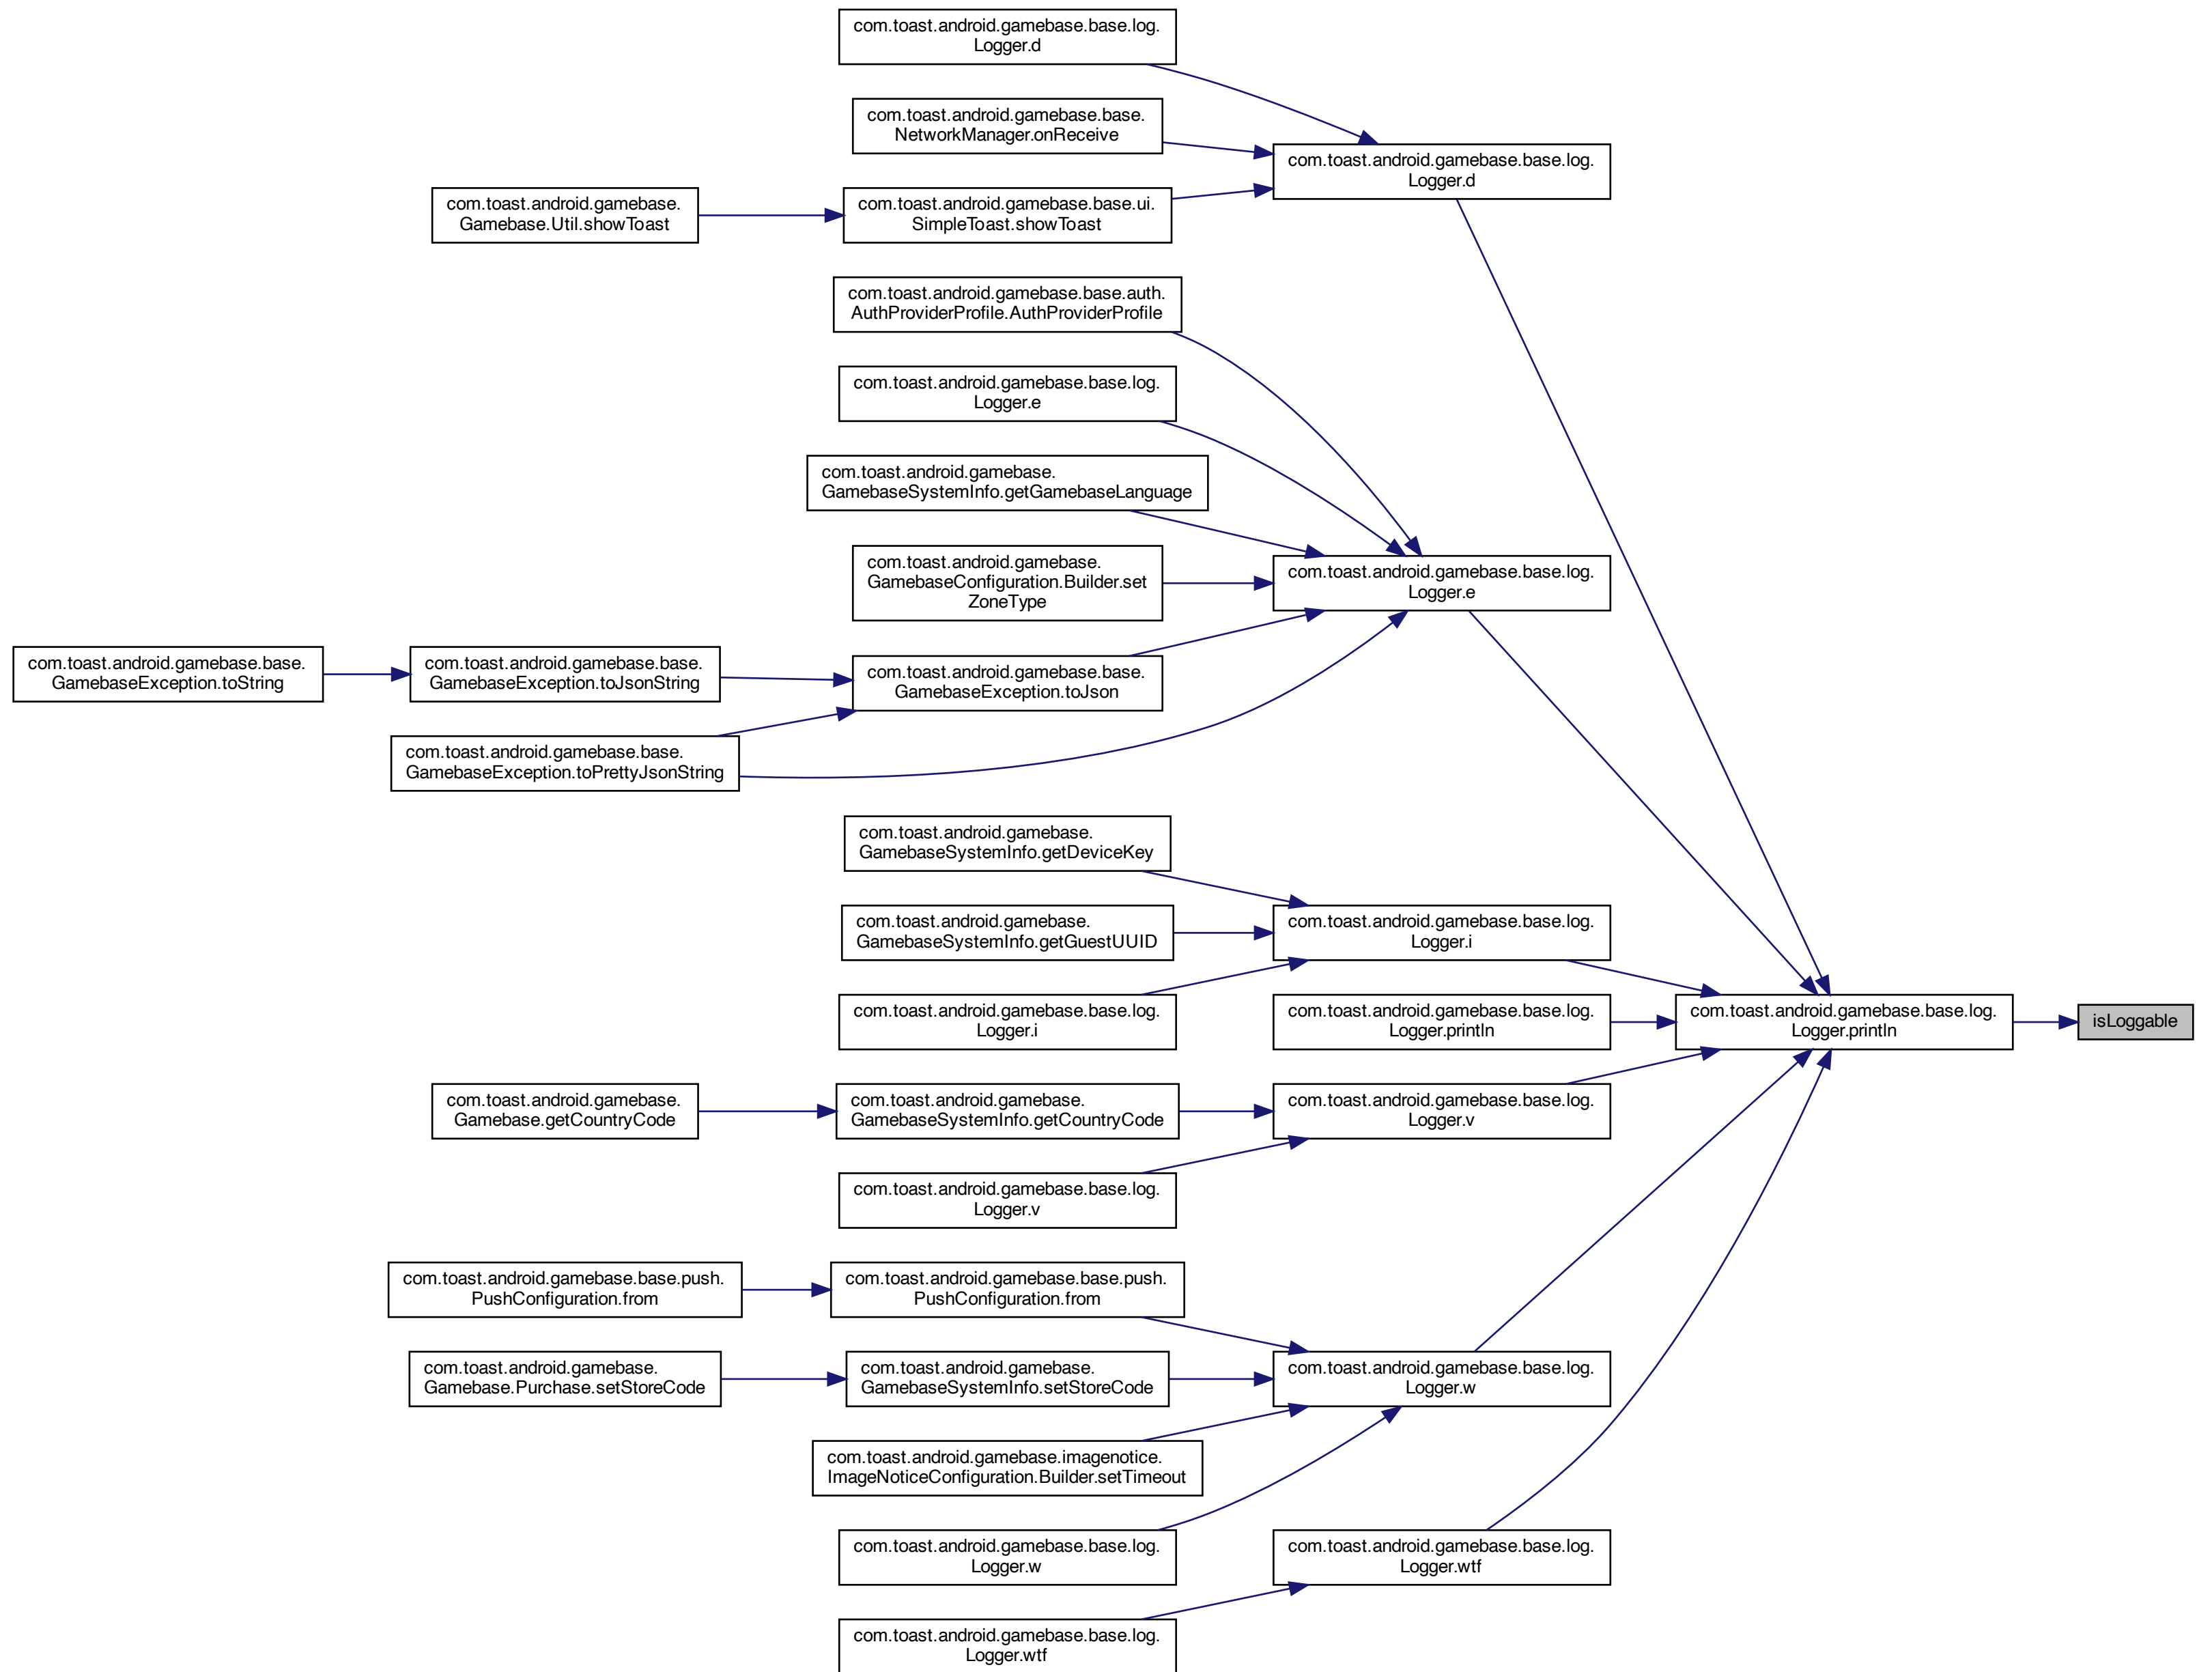 com.toast.android.gamebase.base.log.
Logger.d
com.toast.android.gamebase.base.
NetworkManager.onReceive
com.toast.android.gamebase.base.log.
Logger.d
com.toast.android.gamebase.
Gamebase.Util.showToast
com.toast.android.gamebase.base.ui.
SimpleToast.showToast
com.toast.android.gamebase.base.auth.
AuthProviderProfile.AuthProviderProfile
com.toast.android.gamebase.base.log.
Logger.e
com.toast.android.gamebase.
GamebaseSystemInfo.getGamebaseLanguage
com.toast.android.gamebase.
GamebaseConfiguration.Builder.set
ZoneType
com.toast.android.gamebase.base.log.
Logger.e
com.toast.android.gamebase.base.
GamebaseException.toString
com.toast.android.gamebase.base.
GamebaseException.toJsonString
com.toast.android.gamebase.base.
GamebaseException.toJson
com.toast.android.gamebase.base.
GamebaseException.toPrettyJsonString
com.toast.android.gamebase.
GamebaseSystemInfo.getDeviceKey
com.toast.android.gamebase.
GamebaseSystemInfo.getGuestUUID
com.toast.android.gamebase.base.log.
Logger.i
com.toast.android.gamebase.base.log.
Logger.i
com.toast.android.gamebase.base.log.
Logger.println
com.toast.android.gamebase.base.log.
Logger.println
isLoggable
com.toast.android.gamebase.
Gamebase.getCountryCode
com.toast.android.gamebase.
GamebaseSystemInfo.getCountryCode
com.toast.android.gamebase.base.log.
Logger.v
com.toast.android.gamebase.base.log.
Logger.v
com.toast.android.gamebase.base.push.
PushConfiguration.from
com.toast.android.gamebase.base.push.
PushConfiguration.from
com.toast.android.gamebase.
Gamebase.Purchase.setStoreCode
com.toast.android.gamebase.
GamebaseSystemInfo.setStoreCode
com.toast.android.gamebase.base.log.
Logger.w
com.toast.android.gamebase.imagenotice.
ImageNoticeConfiguration.Builder.setTimeout
com.toast.android.gamebase.base.log.
Logger.w
com.toast.android.gamebase.base.log.
Logger.wtf
com.toast.android.gamebase.base.log.
Logger.wtf